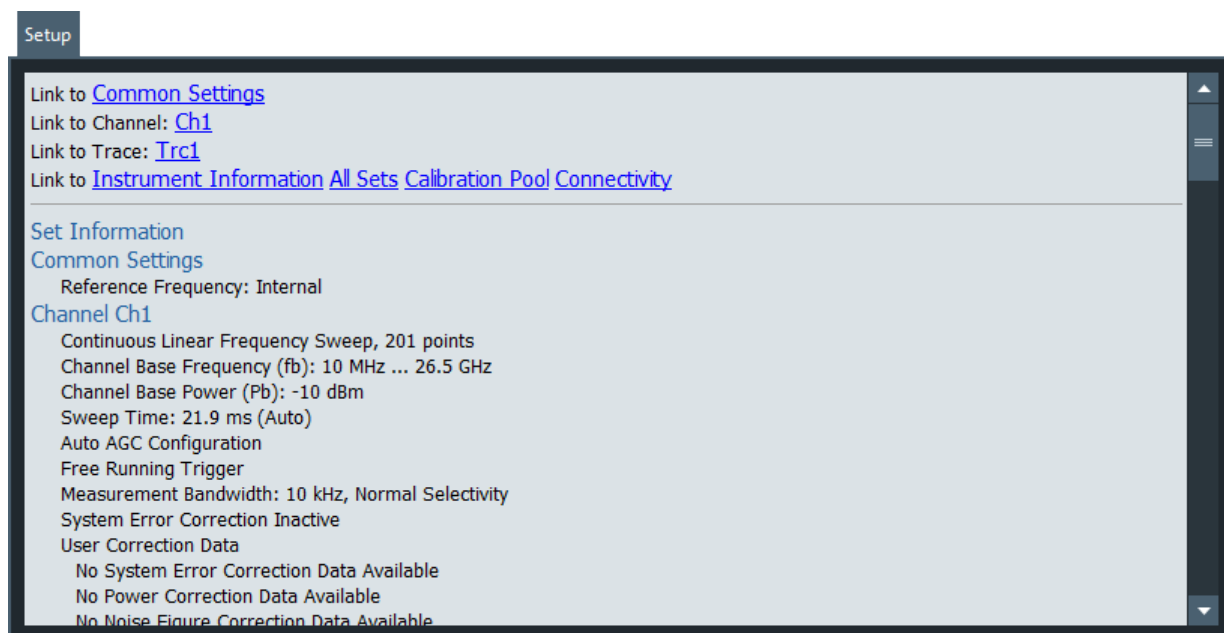 Setup
Link to Common Settings
Link to Channel: Ch1
Link to Trace: Trc1
Link to Instrument Information All Sets Calibration Pool Connectivity
Set Information
Common Settings
Reference Frequency: Internal
Channel Ch1
Continuous Linear Frequency Sweep, 201 points
Channel Base Frequency (fb): 10 MHz ... 26.5 GHz
Channel Base Power (Pb): -10 dBm
Sweep Time: 21.9 ms (Auto)
Auto AGC Configuration
Free Running Trigger
Measurement Bandwidth: 10 kHz, Normal Selectivity
System Error Correction Inactive
User Correction Data
No System Error Correction Data Available
No Power Correction Data Available
No Noise Figure Correction Data Available